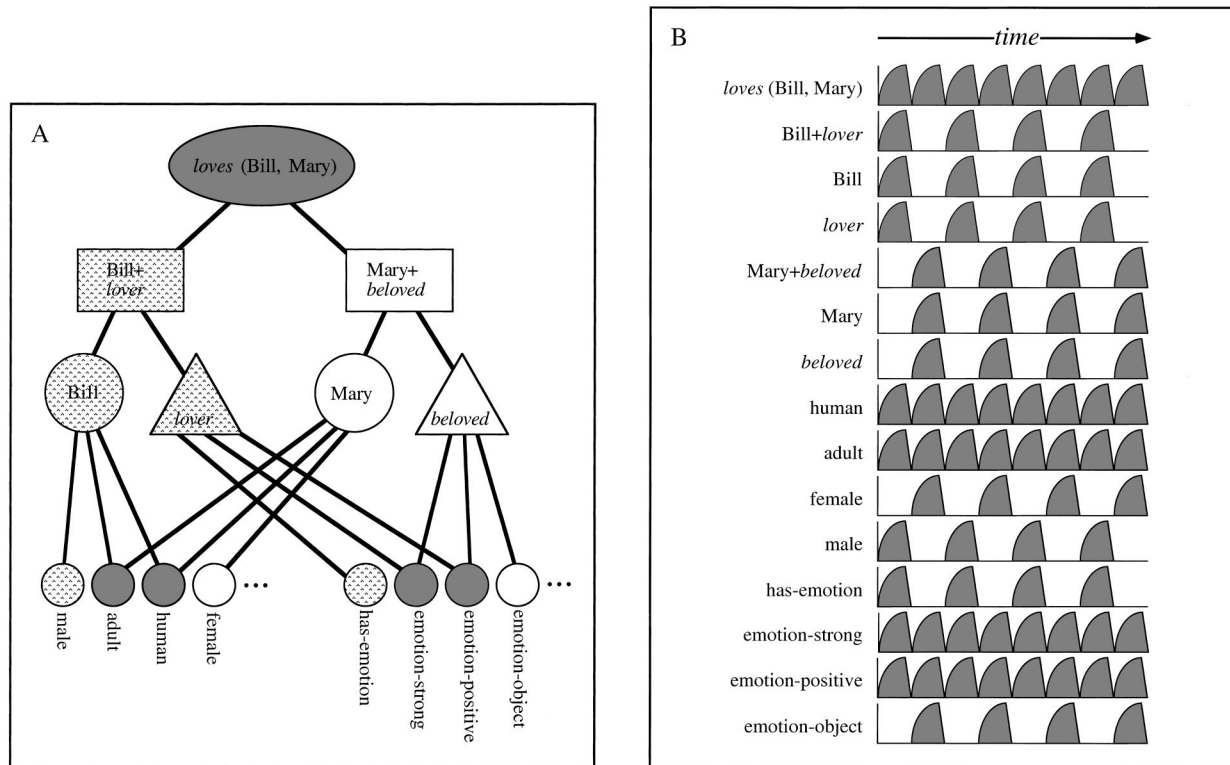 A
loves (Bill, Mary)
Bill+
lover
Mary+
beloved
Bill
lover
Mary
beloved
male
adult
human
female
...
has-emotion
emotion-strong
emotion-positive
emotion-object
...
B
time
loves (Bill, Mary)
Bill+lover
Bill
lover
Mary+beloved
Mary
beloved
human
adult
female
male
has-emotion
emotion-strong
emotion-positive
emotion-object